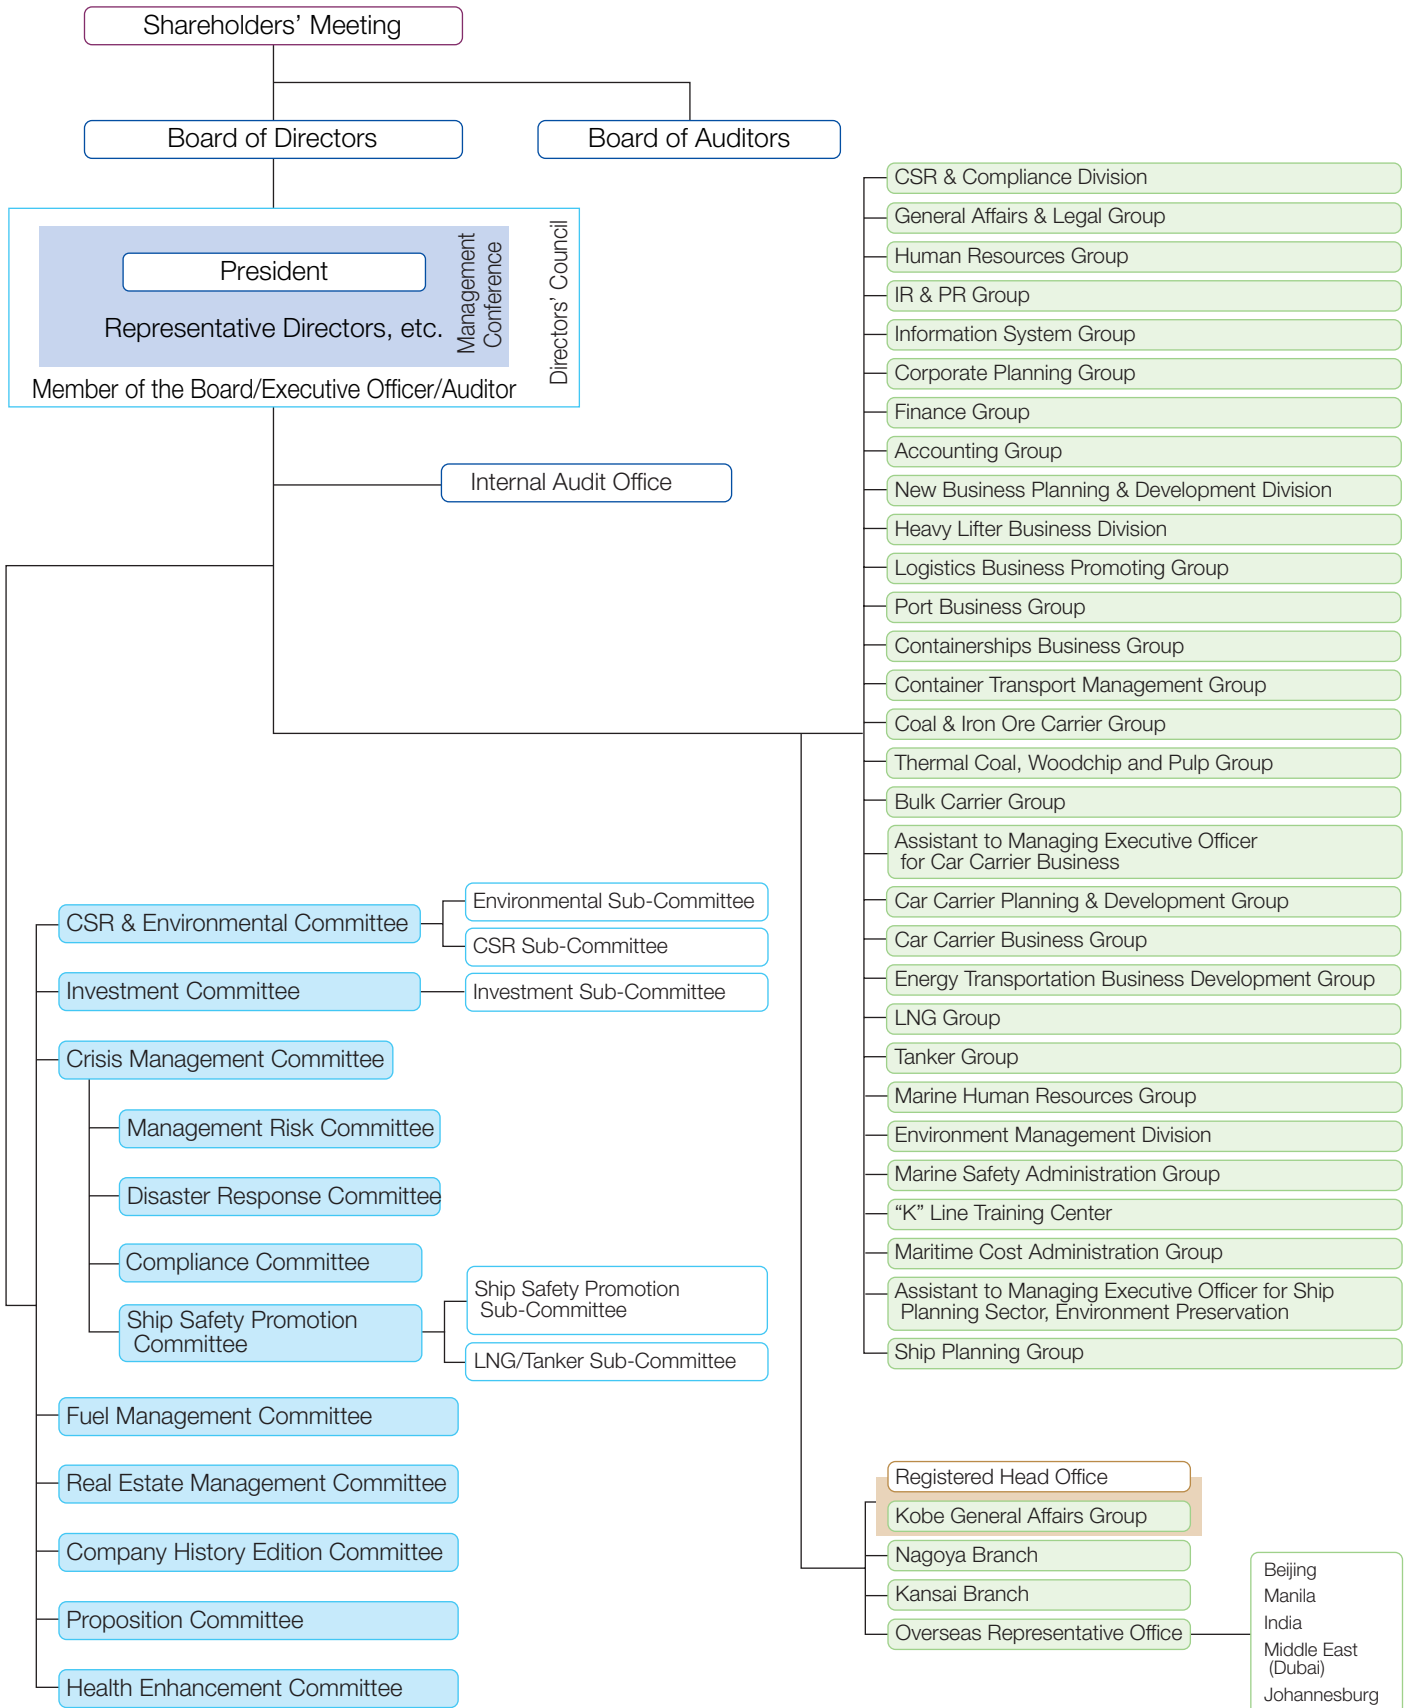 Shareholders’ Meeting
Board of Directors
Board of Auditors
President
Representative Directors, etc.
Management
Conference
Directors’ Council
Member of the Board/Executive Officer/Auditor
Internal Audit Office
CSR & Environmental Committee
Environmental Sub-Committee
CSR Sub-Committee
Investment Committee
Investment Sub-Committee
Crisis Management Committee
Management Risk Committee
Disaster Response Committee
Compliance Committee
Ship Safety Promotion
Committee
Ship Safety Promotion
Sub-Committee
LNG/Tanker Sub-Committee
Fuel Management Committee
Real Estate Management Committee
Company History Edition Committee
Proposition Committee
Health Enhancement Committee
CSR & Compliance Division
General Affairs & Legal Group
Human Resources Group
IR & PR Group
Information System Group
Corporate Planning Group
Finance Group
Accounting Group
New Business Planning & Development Division
Heavy Lifter Business Division
Logistics Business Promoting Group
Port Business Group
Containerships Business Group
Container Transport Management Group
Coal & Iron Ore Carrier Group
Thermal Coal, Woodchip and Pulp Group
Bulk Carrier Group
Assistant to Managing Executive Officer
for Car Carrier Business
Car Carrier Planning & Development Group
Car Carrier Business Group
Energy Transportation Business Development Group
LNG Group
Tanker Group
Marine Human Resources Group
Environment Management Division
Marine Safety Administration Group
“K” Line Training Center
Maritime Cost Administration Group
Assistant to Managing Executive Officer for Ship
Planning Sector, Environment Preservation
Ship Planning Group
Registered Head Office
Kobe General Affairs Group
Nagoya Branch
Kansai Branch
Overseas Representative Office
Beijing
Manila
India
Middle East
(Dubai)
Johannesburg